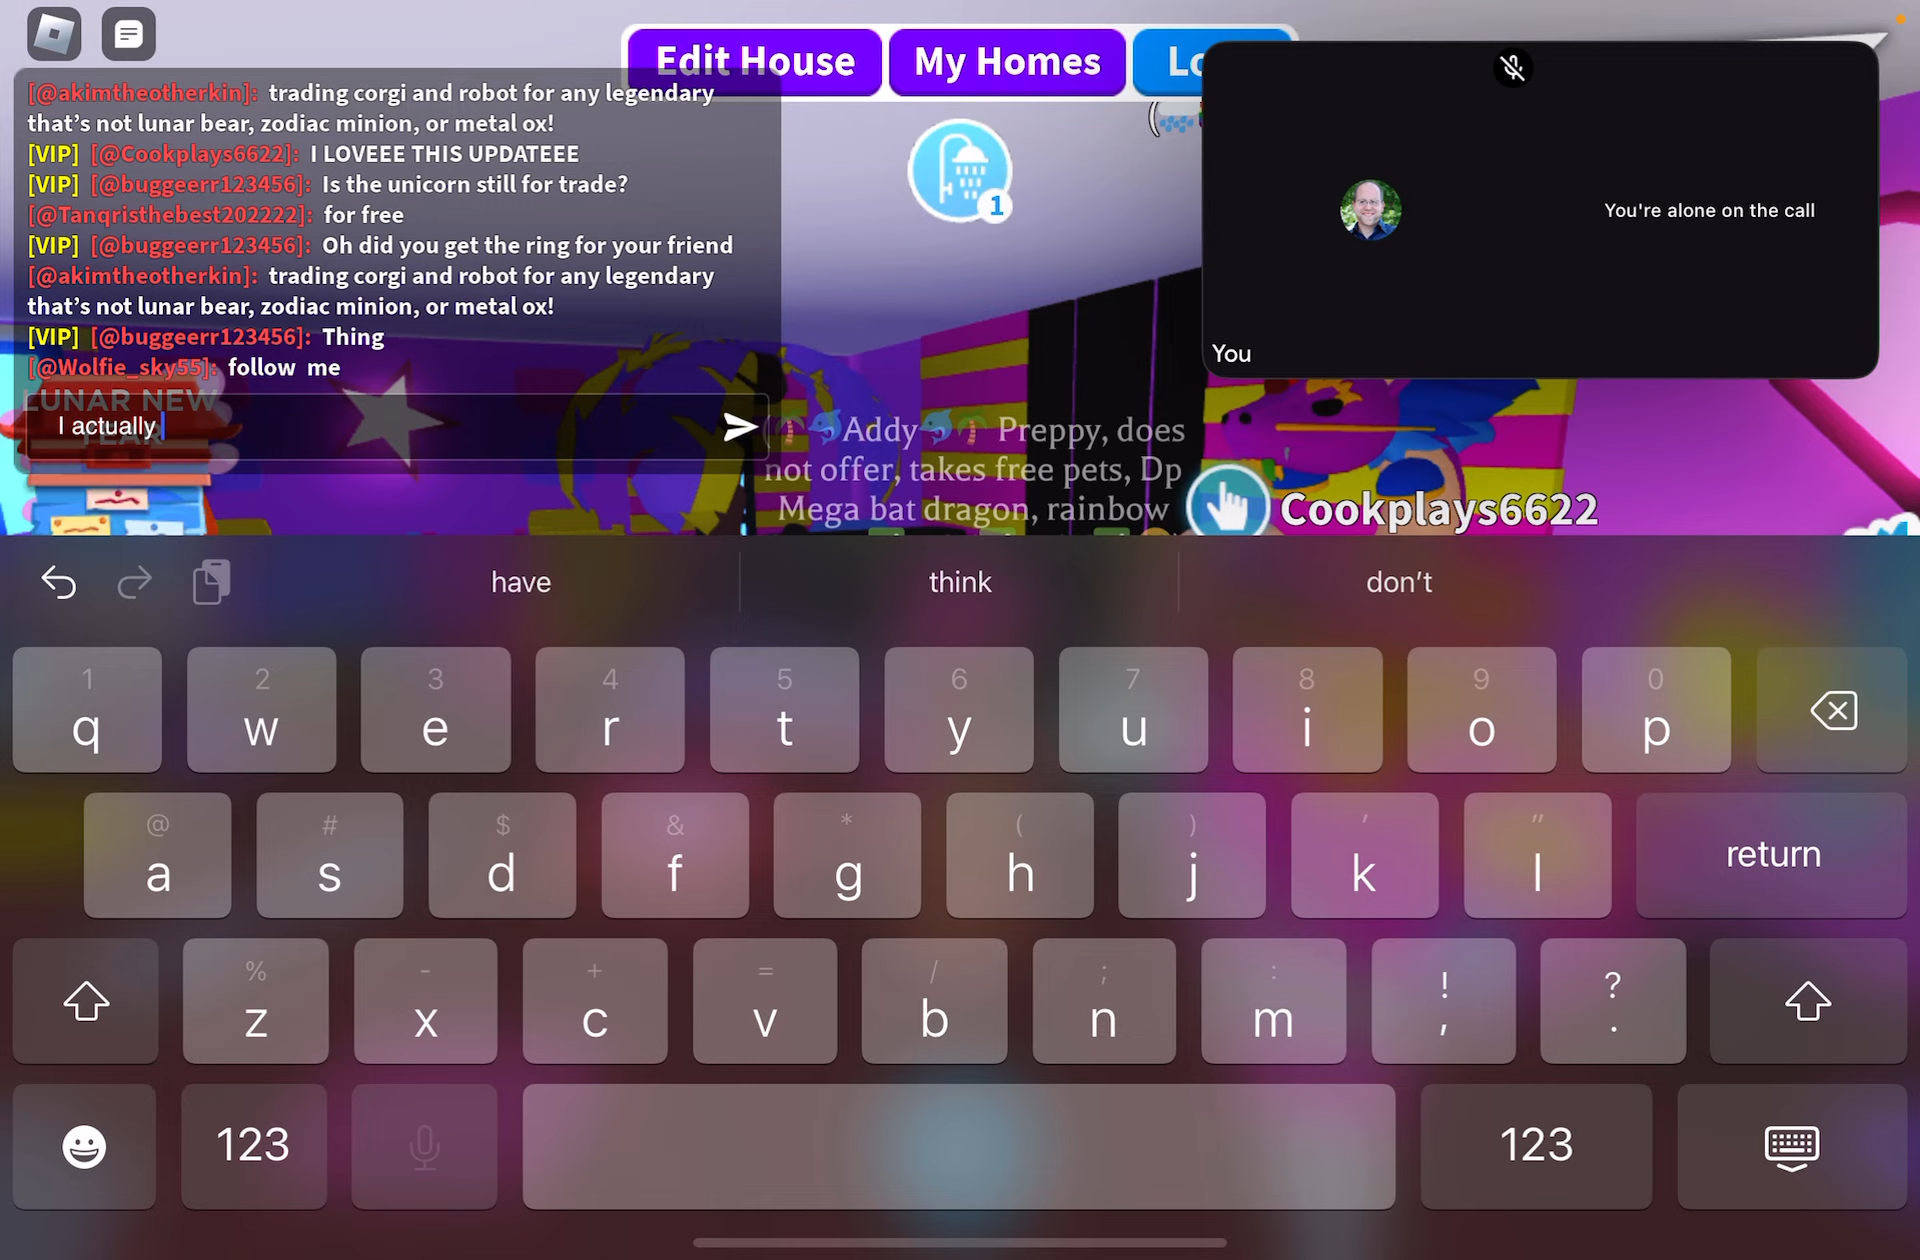 Edit House My Homes Lo
[@akimtheotherkin]: trading corgi and robot for any legendary
that’s not lunar bear, zodiac minion, or metal ox!
[VIP] [@Cookplays6622]: I LOVEEE THIS UPDATEEE
[VIP] [@buggeerr123456]: Is the unicorn still for trade?
[@Tanqristhebest202222]: for free
[VIP] [@buggeerr123456]: Oh did you get the ring for your friend
[@akimtheotherkin]: trading corgi and robot for any legendary
that’s not lunar bear, zodiac minion, or metal ox!
[VIP] [@buggeerr123456]: Thing
[@Wolfie_sky55]: follow me
LUNAR NEW
YEAR
I actually
1
You're alone on the call
You
🌴🐬Addy🐬🌴 Preppy, does
not offer, takes free pets, Dp
Mega bat dragon, rainbow
Cookplays6622
have think don’t
1 2 3 4 5 6 7 8 9 0
q w e r t y u i o p
@ # $ & * ( ) ' "
a s d f g h j k l return
% - + = / ; : ! ?
z x c v b n m , .
123 123